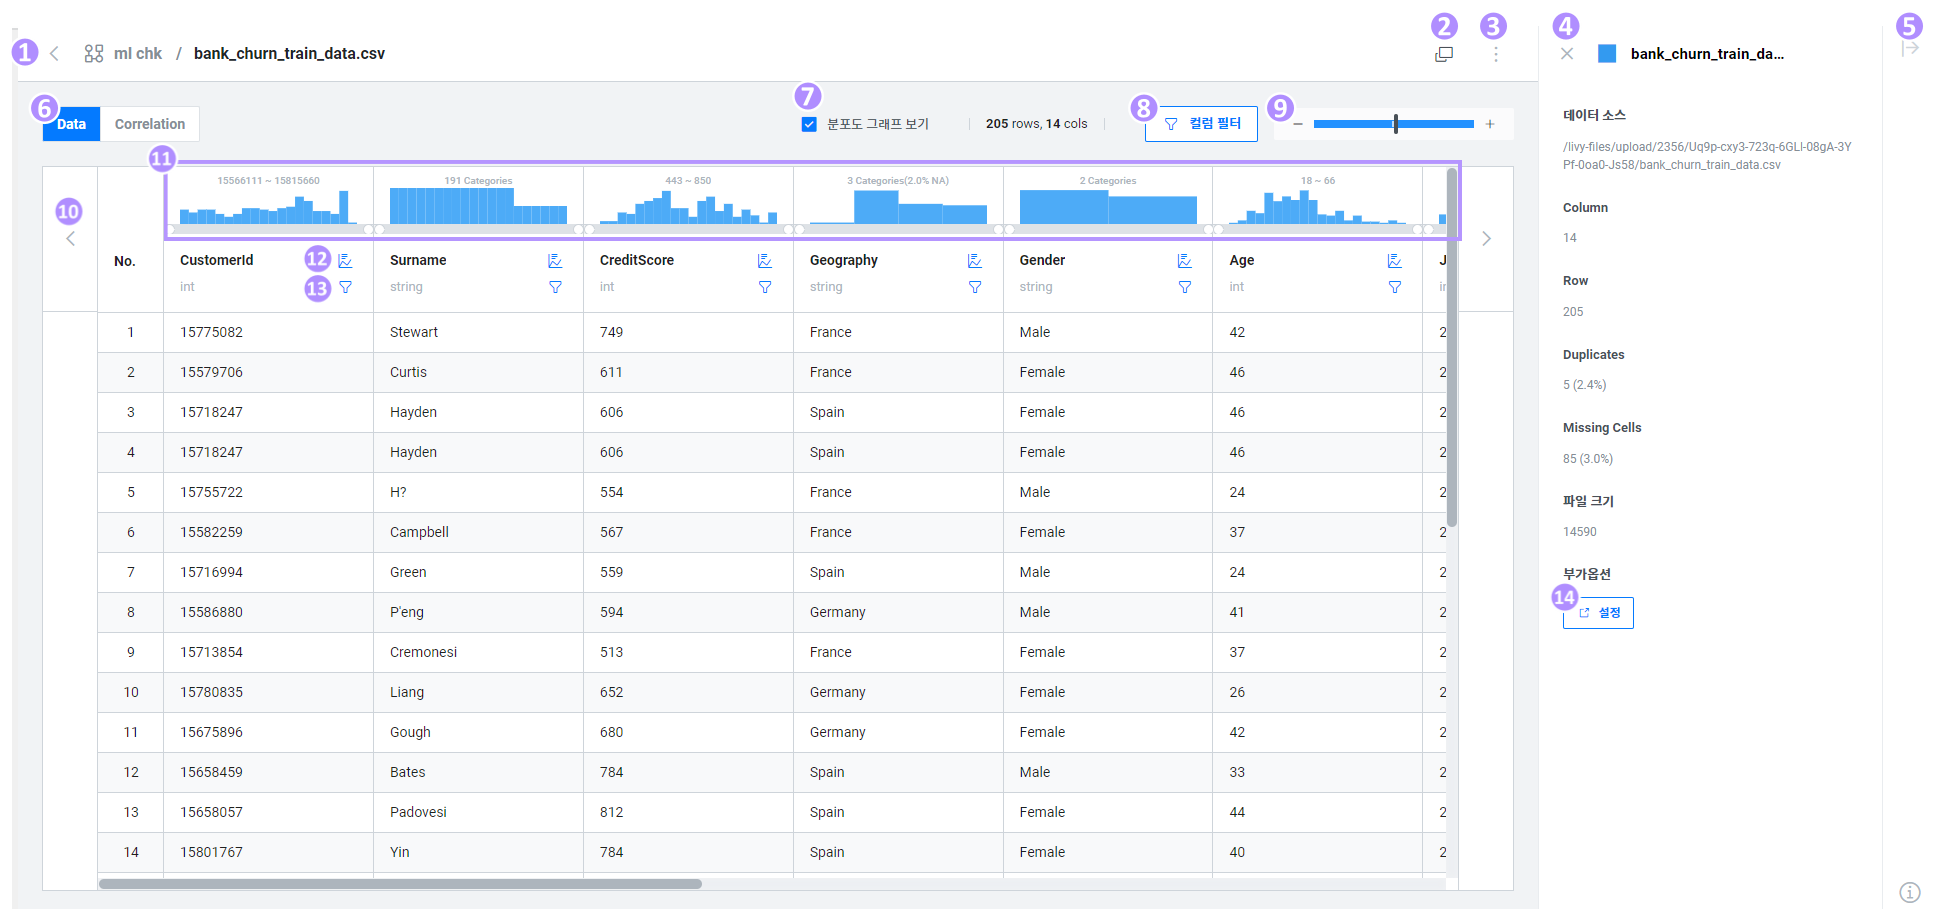 1
ml chk / bank_churn_train_data.csv
2
3
4
bank_churn_train_da...
5
6
Data
Correlation
7
분포도 그래프 보기
205 rows, 14 cols
8
컬럼 필터
9
− +
10
11
15566111 ~ 15815660
191 Categories
443 ~ 850
3 Categories(2.0% NA)
2 Categories
18 ~ 66
No. CustomerId Surname CreditScore Geography Gender Age J
12
int string int string string int
13
1 15775082 Stewart 749 France Male 42 2
2 15579706 Curtis 611 France Female 46 2
3 15718247 Hayden 606 Spain Female 46 2
4 15718247 Hayden 606 Spain Female 46 2
5 15755722 H? 554 France Male 24 2
6 15582259 Campbell 567 France Female 37 2
7 15716994 Green 559 Spain Male 24 2
8 15586880 P'eng 594 Germany Male 41 2
9 15713854 Cremonesi 513 France Female 37 2
10 15780835 Liang 652 Germany Female 26 2
11 15675896 Gough 680 Germany Female 42 2
12 15658459 Bates 784 Spain Male 33 2
13 15658057 Padovesi 812 Spain Female 44 2
14 15801767 Yin 784 Spain Female 40 2
데이터 소스
/livy-files/upload/2356/Uq9p-cxy3-723q-6GLl-08gA-3Y
Pf-0oa0-Js58/bank_churn_train_data.csv
Column
14
Row
205
Duplicates
5 (2.4%)
Missing Cells
85 (3.0%)
파일 크기
14590
부가옵션
14
설정